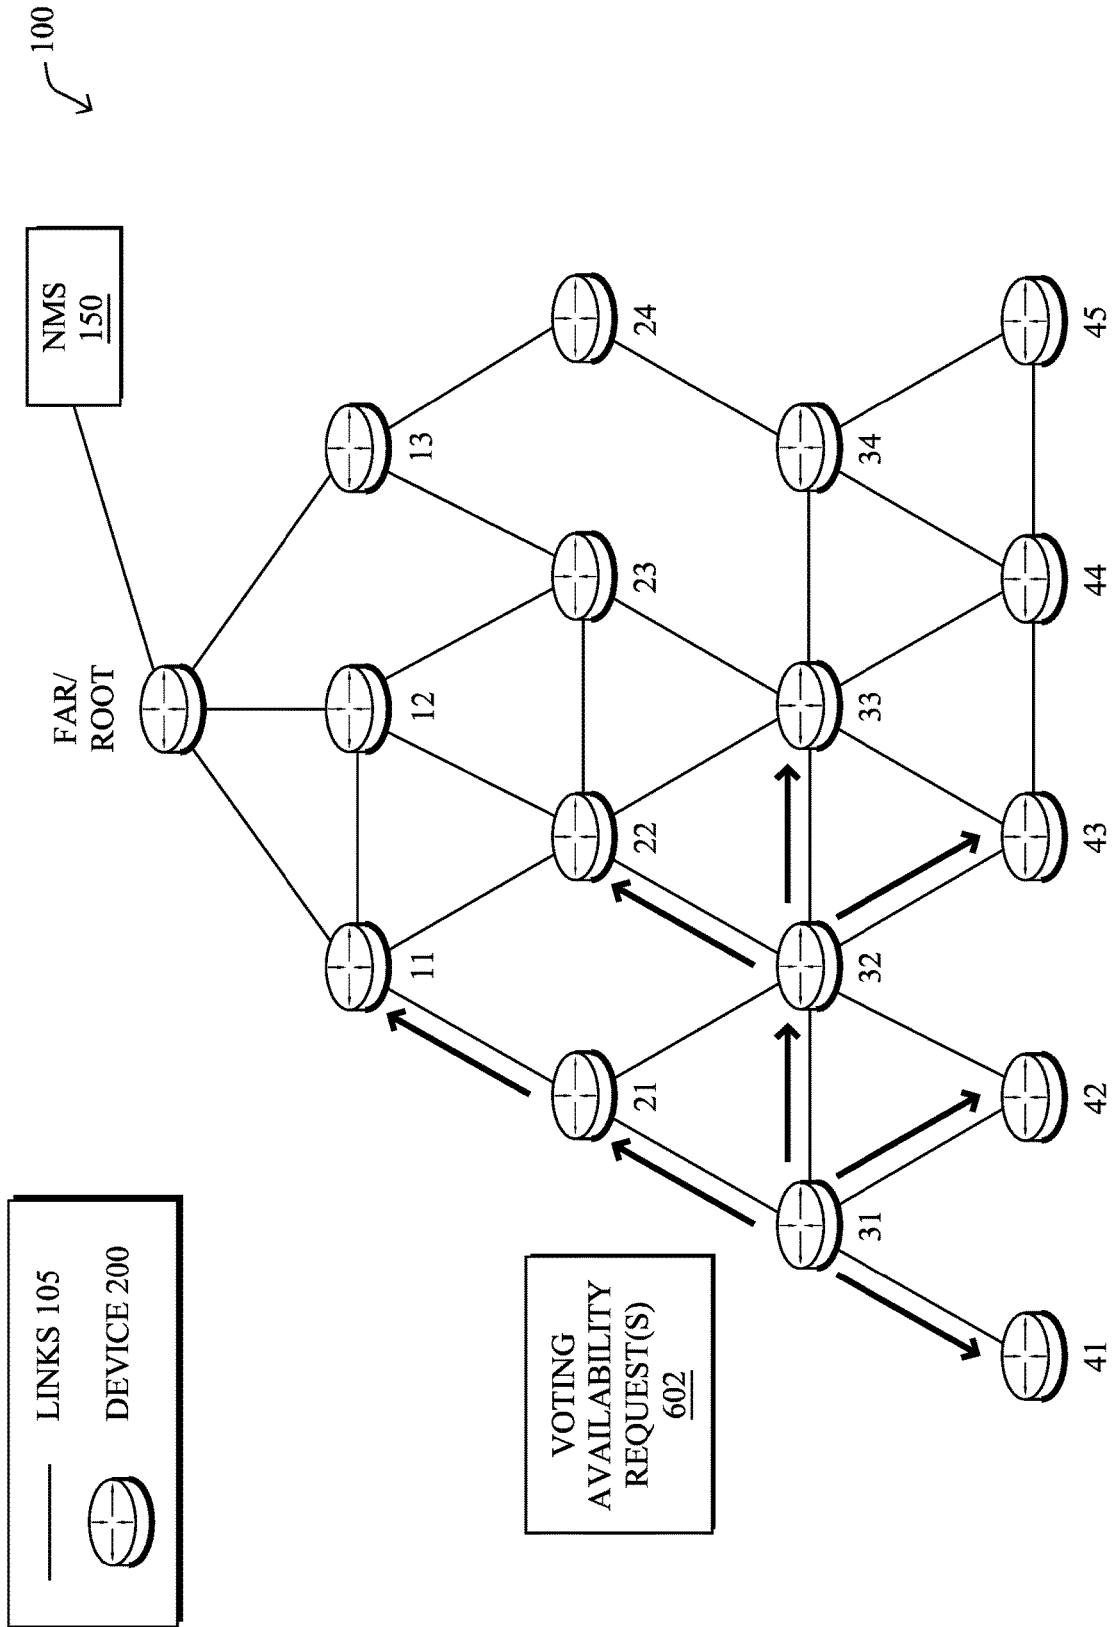 100
NMS
150
FAR/
ROOT
11
12
13
21
22
23
24
31
32
33
34
41
42
43
44
45
VOTING
AVAILABILITY
REQUEST(S)
602
LINKS 105
DEVICE 200